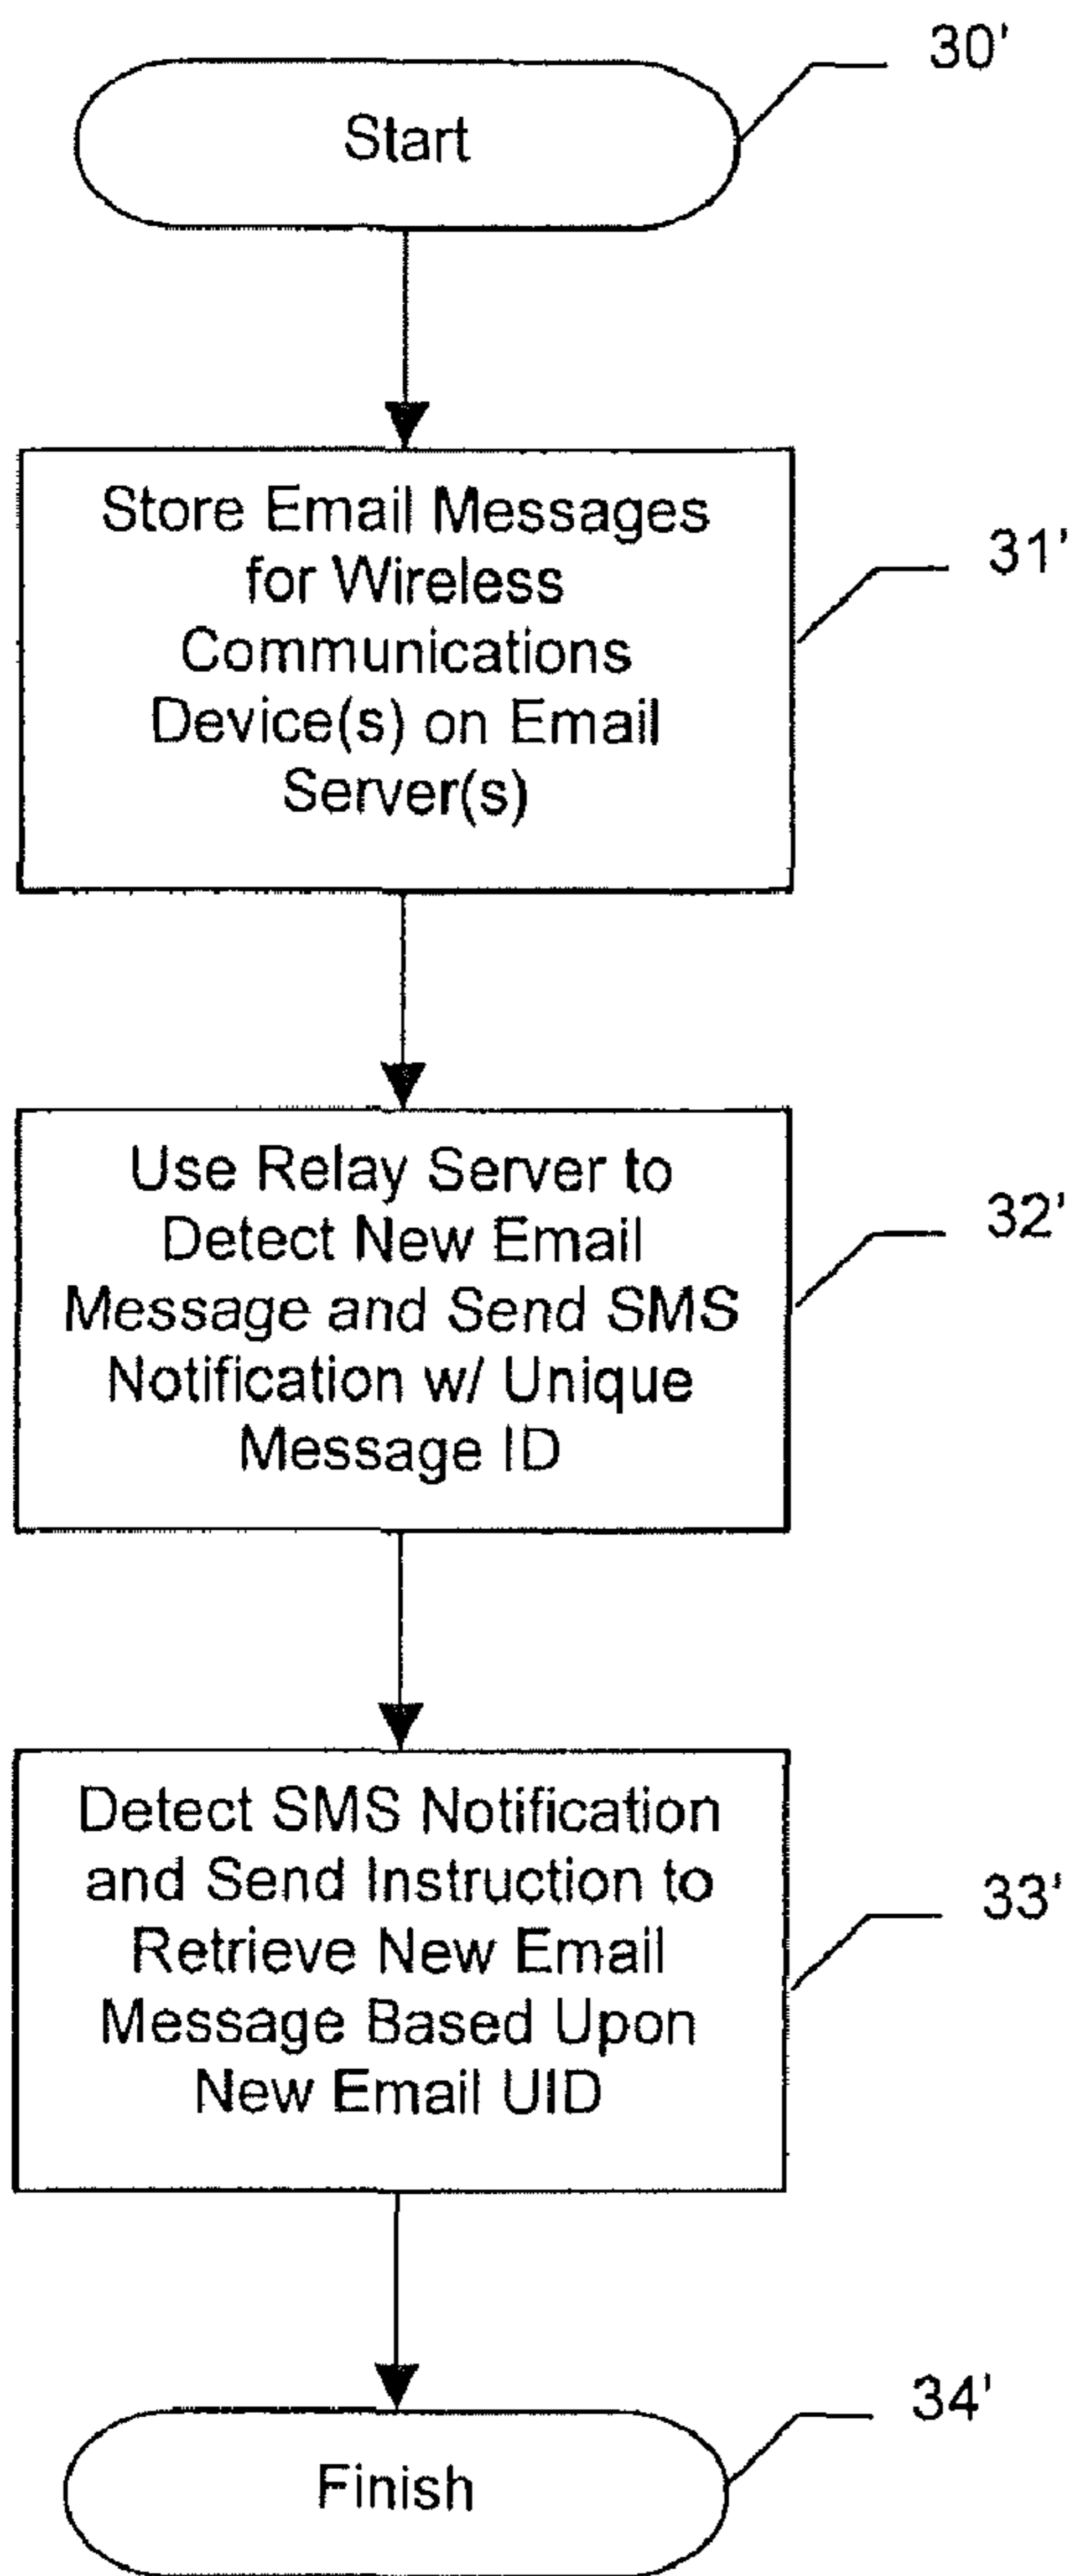 30'
Start
Store Email Messages
for Wireless
Communications
Device(s) on Email
Server(s)
31'
Use Relay Server to
Detect New Email
Message and Send SMS
Notification w/ Unique
Message ID
32'
Detect SMS Notification
and Send Instruction to
Retrieve New Email
Message Based Upon
New Email UID
33'
34'
Finish